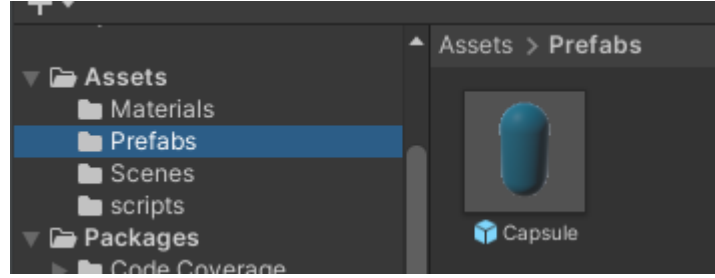 Assets > Prefabs
Assets
Materials
Prefabs
Scenes
scripts
Packages
Code Coverage
Capsule